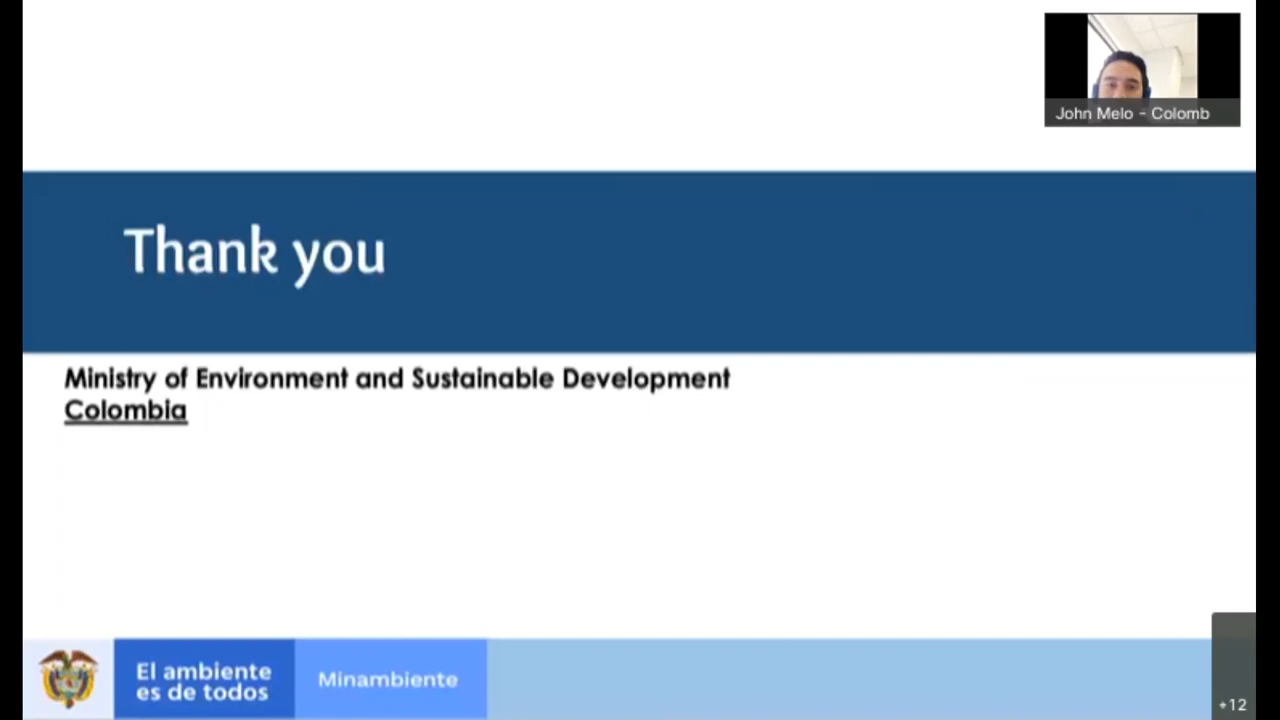 John Melo - Colomb
Thank you
Ministry of Environment and Sustainable Development
Colombia
El ambiente
es de todos
Minambiente
+12